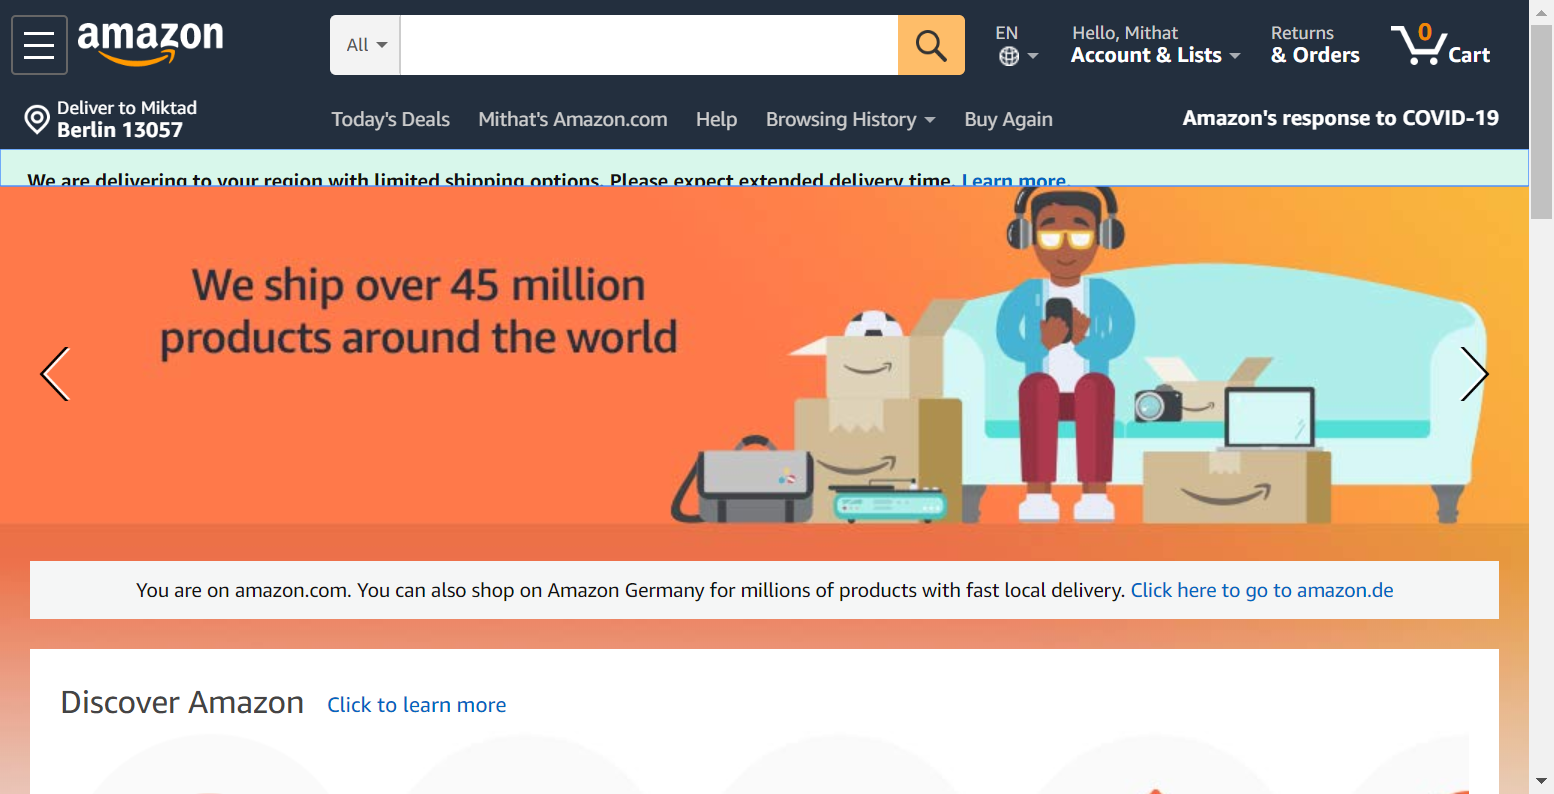 amazon
All
EN
Hello, Mithat
Account & Lists
Returns
& Orders
0
Cart
Deliver to Miktad
Berlin 13057
Today's Deals
Mithat's Amazon.com
Help
Browsing History
Buy Again
Amazon's response to COVID-19
We are delivering to your region with limited shipping options. Please expect extended delivery time. Learn more.
We ship over 45 million
products around the world
You are on amazon.com. You can also shop on Amazon Germany for millions of products with fast local delivery. Click here to go to amazon.de
Discover Amazon
Click to learn more